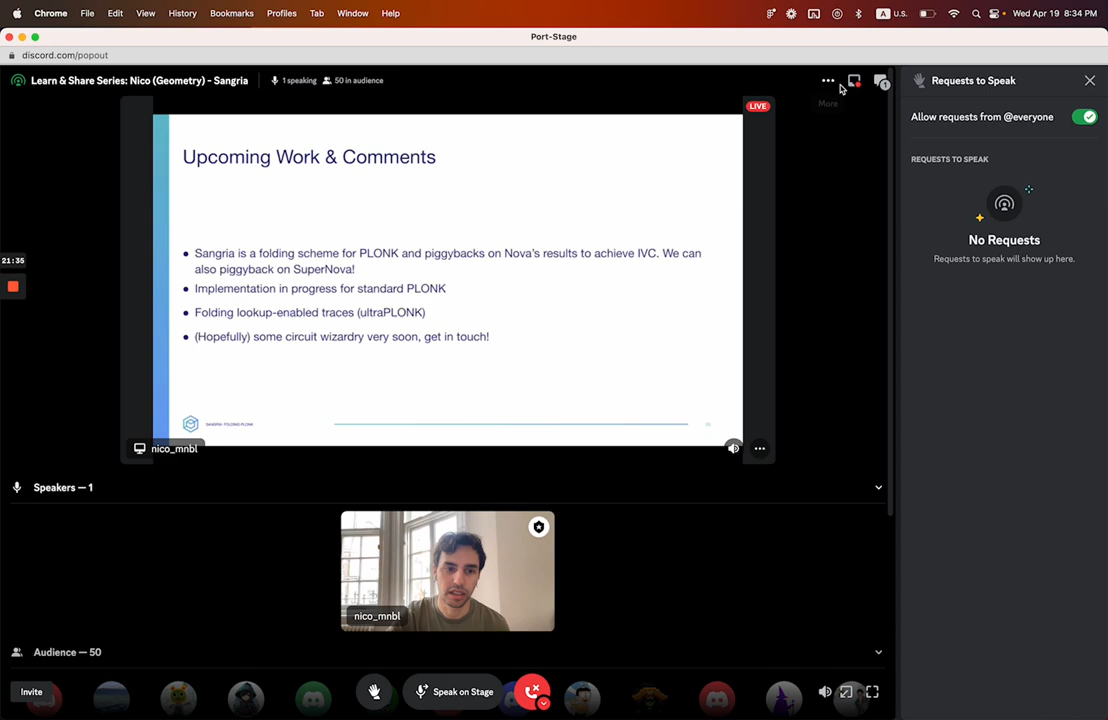 Chrome File Edit View History Bookmarks Profiles Tab Window Help A U.S. Wed Apr 19 8:34 PM
Port-Stage
discord.com/popout
Learn & Share Series: Nico (Geometry) - Sangria 1 speaking 50 in audience
1
Requests to Speak
More
LIVE
Allow requests from @everyone
Upcoming Work & Comments
REQUESTS TO SPEAK
No Requests
Requests to speak will show up here.
21:35
• Sangria is a folding scheme for PLONK and piggybacks on Nova's results to achieve IVC. We can
also piggyback on SuperNova!
• Implementation in progress for standard PLONK
• Folding lookup-enabled traces (ultraPLONK)
• (Hopefully) some circuit wizardry very soon, get in touch!
SANGRIA: FOLDING PLONK
nico_mnbl
Speakers — 1
nico_mnbl
Audience — 50
Invite
Speak on Stage